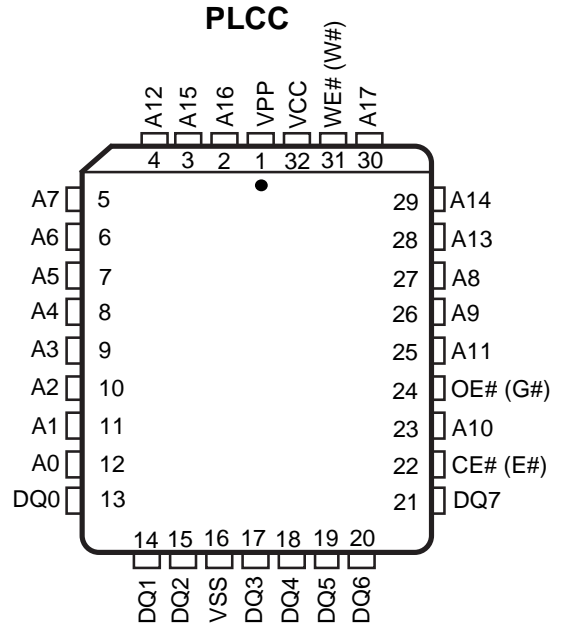 PLCC
A12 A15 A16 VPP VCC WE# (W#) A17
4 3 2 1 32 31 30
A7 5 29 A14
A6 6 28 A13
A5 7 27 A8
A4 8 26 A9
A3 9 25 A11
A2 10 24 OE# (G#)
A1 11 23 A10
A0 12 22 CE# (E#)
DQ0 13 21 DQ7
14 15 16 17 18 19 20
DQ1 DQ2 VSS DQ3 DQ4 DQ5 DQ6